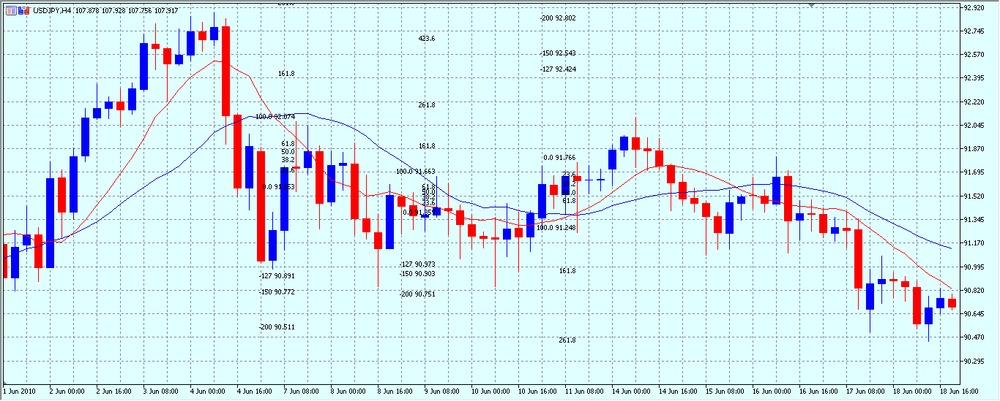 USDJPY,H4 107.878 107.928 107.756 107.917
423.6
161.8
100.0 92.074
61.8
50.0
38.2
-127 90.891
-150 90.772
-200 90.511
261.8
161.8
100.0 91.663
61.8
50.0
38.2
23.6
-127 90.973
-150 90.903
-200 90.751
-200 92.802
-150 92.543
-127 92.424
0.0 91.766
23.6
61.8
100.0 91.248
161.8
261.8
92.920
92.745
92.570
92.395
92.220
92.045
91.870
91.695
91.520
91.345
91.170
90.995
90.820
90.645
90.470
90.295
1 Jun 2010
2 Jun 00:00
2 Jun 16:00
3 Jun 08:00
4 Jun 00:00
4 Jun 16:00
7 Jun 08:00
8 Jun 00:00
8 Jun 16:00
9 Jun 08:00
10 Jun 00:00
10 Jun 16:00
11 Jun 08:00
14 Jun 00:00
14 Jun 16:00
15 Jun 08:00
16 Jun 00:00
16 Jun 16:00
17 Jun 08:00
18 Jun 00:00
18 Jun 16:00